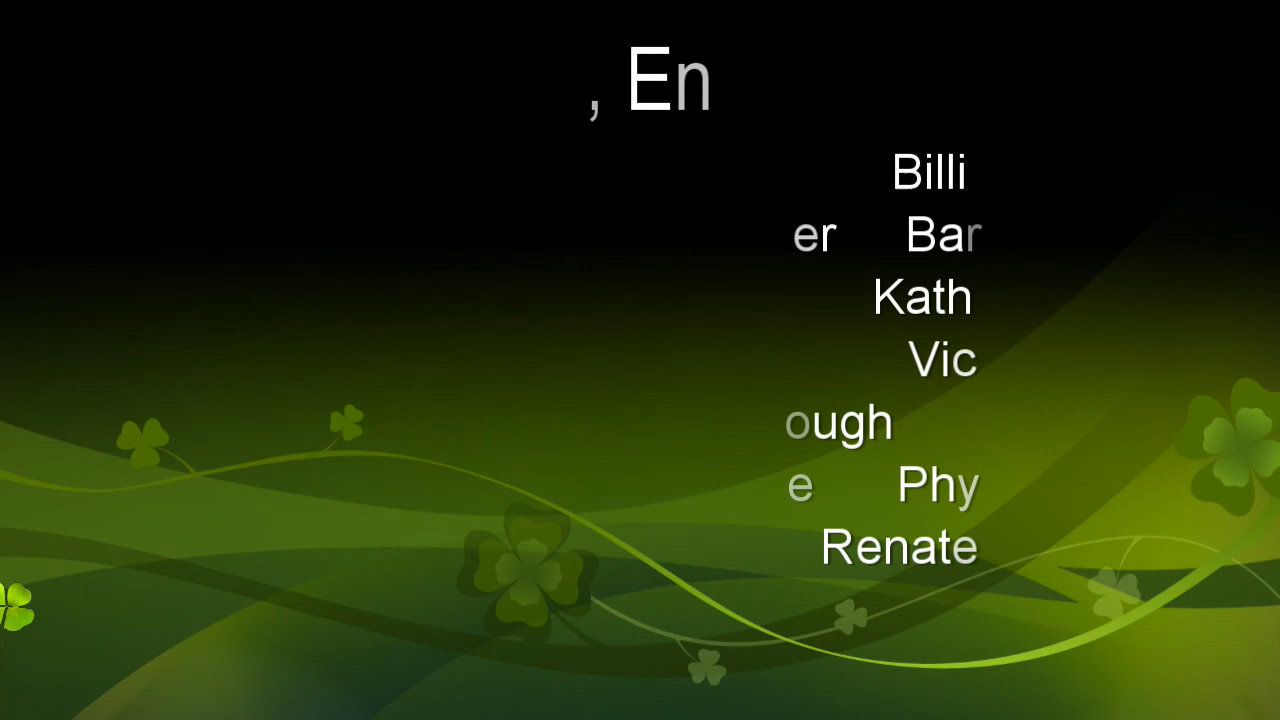 , En
Billi
er Bar
Kath
Vic
ough
e Phy
Renate